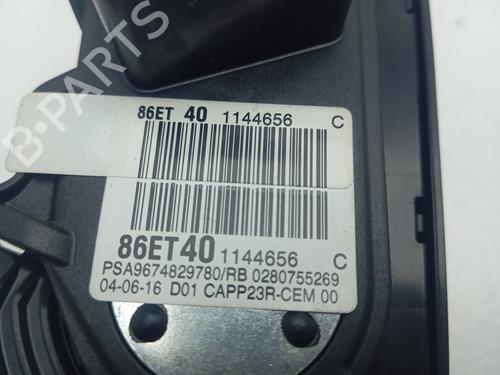 B-PARTS
86ET 40 1144656 C
86ET40 1144656 C
PSA9674829780/RB 0280755269
04-06-16 D01 CAPP23R-CEM 00